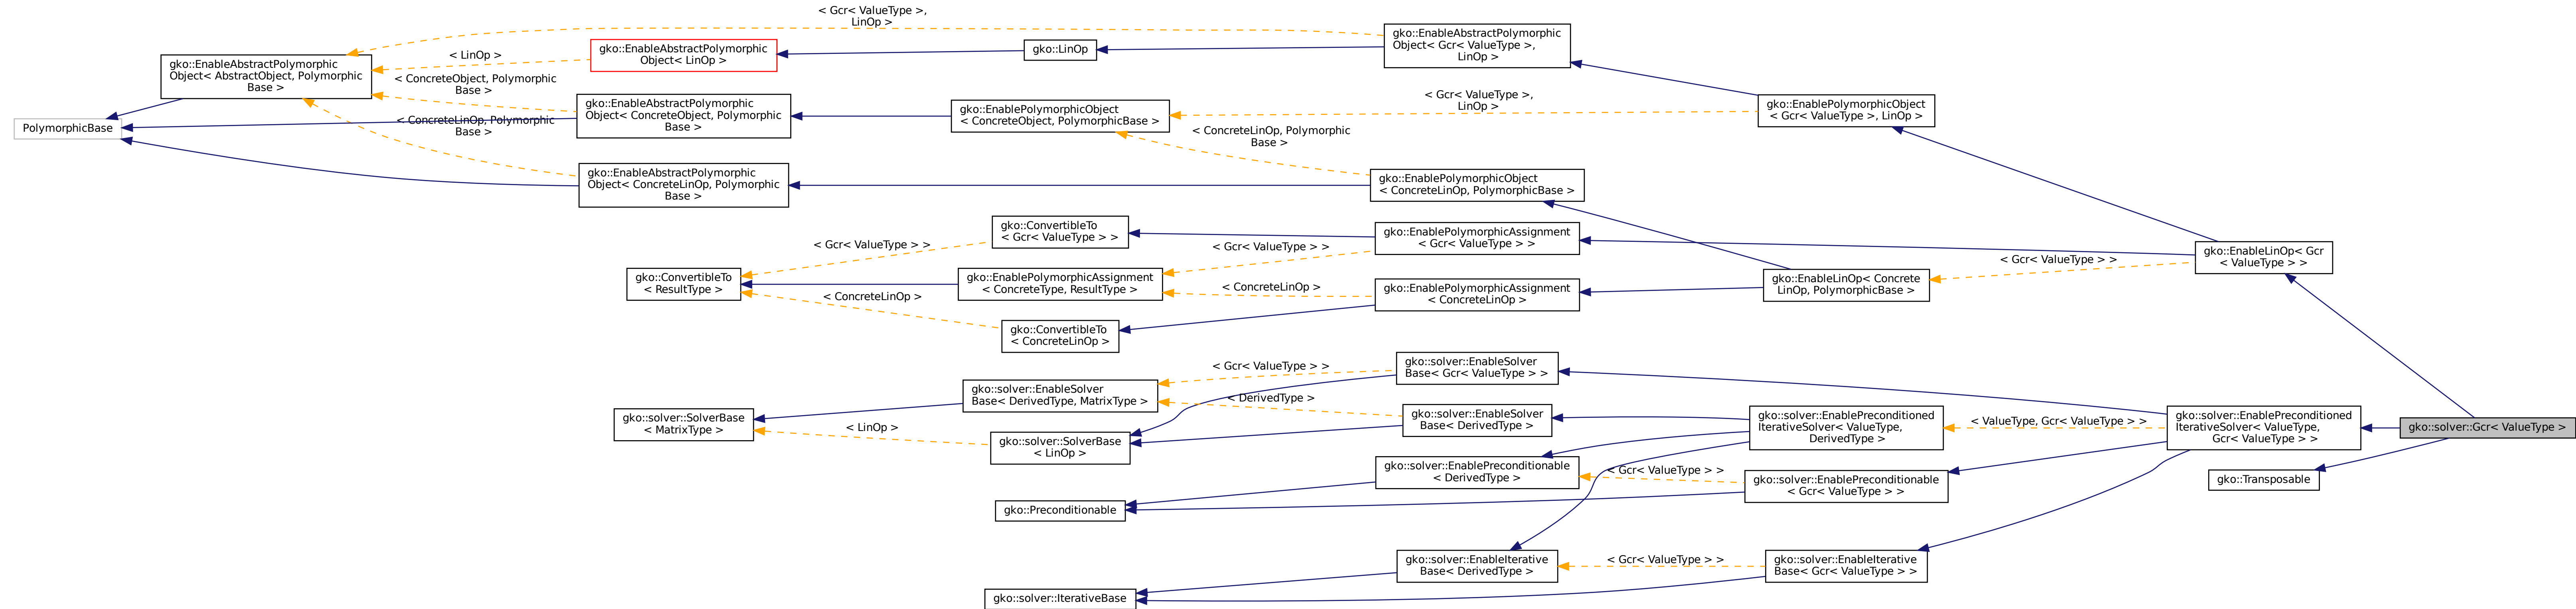 < Gcr< ValueType >,
LinOp >
gko::EnableAbstractPolymorphic
Object< AbstractObject, Polymorphic
Base >
< LinOp >
gko::EnableAbstractPolymorphic
Object< LinOp >
gko::LinOp
gko::EnableAbstractPolymorphic
Object< Gcr< ValueType >,
LinOp >
< ConcreteObject, Polymorphic
Base >
gko::EnableAbstractPolymorphic
Object< ConcreteObject, Polymorphic
Base >
gko::EnablePolymorphicObject
< ConcreteObject, PolymorphicBase >
< Gcr< ValueType >,
LinOp >
gko::EnablePolymorphicObject
< Gcr< ValueType >, LinOp >
PolymorphicBase
< ConcreteLinOp, Polymorphic
Base >
< ConcreteLinOp, Polymorphic
Base >
gko::EnableAbstractPolymorphic
Object< ConcreteLinOp, Polymorphic
Base >
gko::EnablePolymorphicObject
< ConcreteLinOp, PolymorphicBase >
gko::ConvertibleTo
< Gcr< ValueType > >
gko::EnablePolymorphicAssignment
< Gcr< ValueType > >
< Gcr< ValueType > >
< Gcr< ValueType > >
gko::EnableLinOp< Gcr
< ValueType > >
< Gcr< ValueType > >
gko::ConvertibleTo
< ResultType >
gko::EnablePolymorphicAssignment
< ConcreteType, ResultType >
< ConcreteLinOp >
< ConcreteLinOp >
gko::EnablePolymorphicAssignment
< ConcreteLinOp >
gko::EnableLinOp< Concrete
LinOp, PolymorphicBase >
gko::ConvertibleTo
< ConcreteLinOp >
< Gcr< ValueType > >
gko::solver::EnableSolver
Base< Gcr< ValueType > >
gko::solver::EnableSolver
Base< DerivedType, MatrixType >
< DerivedType >
gko::solver::SolverBase
< MatrixType >
< LinOp >
gko::solver::SolverBase
< LinOp >
gko::solver::EnableSolver
Base< DerivedType >
gko::solver::EnablePreconditioned
IterativeSolver< ValueType,
DerivedType >
< ValueType, Gcr< ValueType > >
gko::solver::EnablePreconditioned
IterativeSolver< ValueType,
Gcr< ValueType > >
gko::solver::Gcr< ValueType >
gko::solver::EnablePreconditionable
< DerivedType >
< Gcr< ValueType > >
gko::solver::EnablePreconditionable
< Gcr< ValueType > >
gko::Transposable
gko::Preconditionable
gko::solver::EnableIterative
Base< DerivedType >
< Gcr< ValueType > >
gko::solver::EnableIterative
Base< Gcr< ValueType > >
gko::solver::IterativeBase